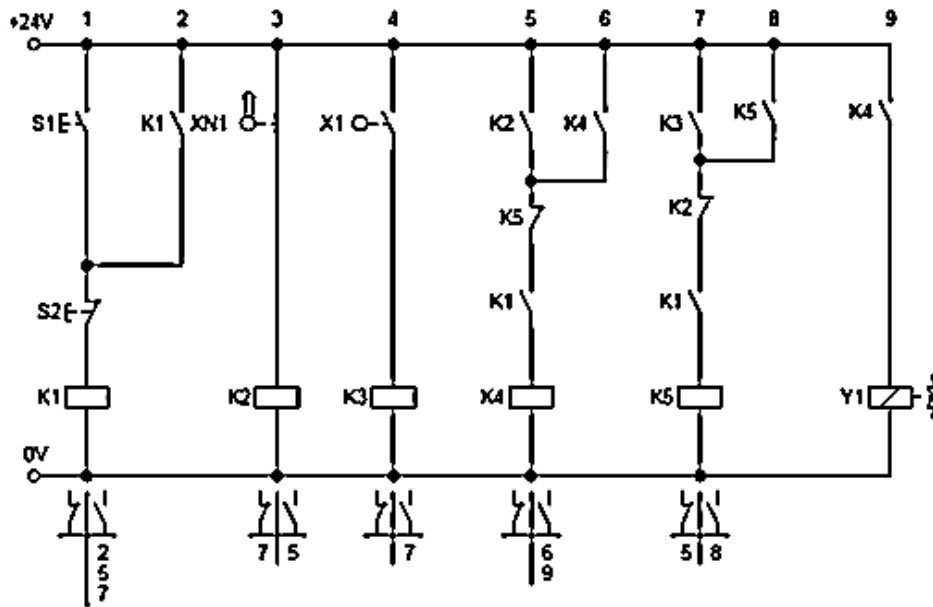 +24V 1 2 3 4 5 6 7 8 9
S1 K1 XN1 X1 K2 X4 K3 K5 K4
X5 K2
S2 K1 K1
K1 K2 K3 X4 K5 Y1
0V
2 7 5 7 6 5 8
5 9
7